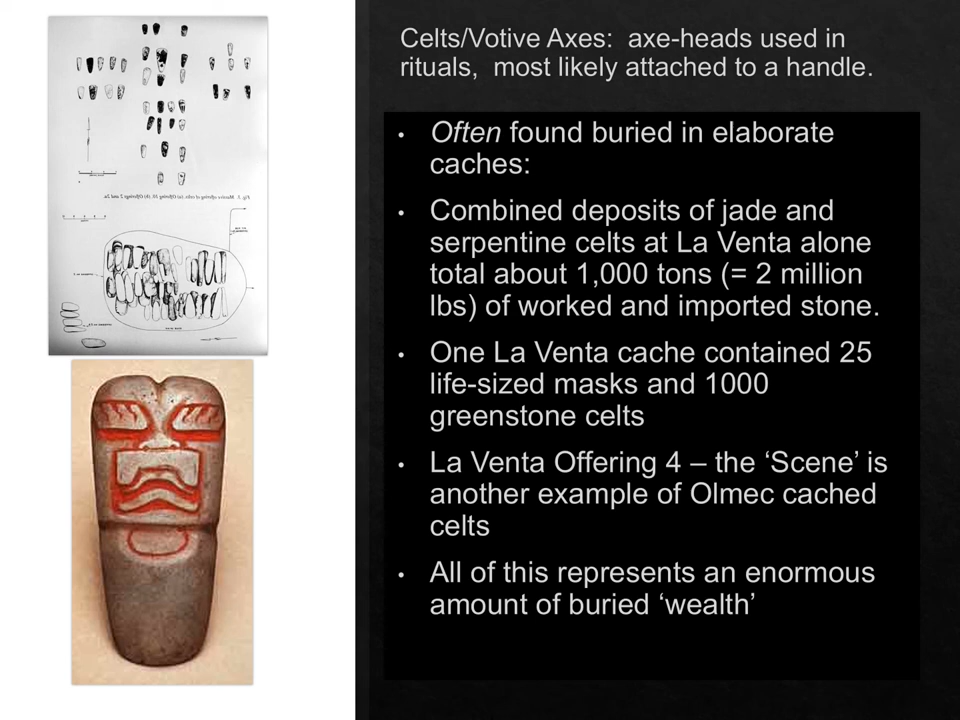 Celts/Votive Axes:  axe-heads used in
rituals,  most likely attached to a handle.
• Often found buried in elaborate
caches:
• Combined deposits of jade and
serpentine celts at La Venta alone
total about 1,000 tons (= 2 million
lbs) of worked and imported stone.
• One La Venta cache contained 25
life-sized masks and 1000
greenstone celts
• La Venta Offering 4 – the ‘Scene’ is
another example of Olmec cached
celts
• All of this represents an enormous
amount of buried ‘wealth’